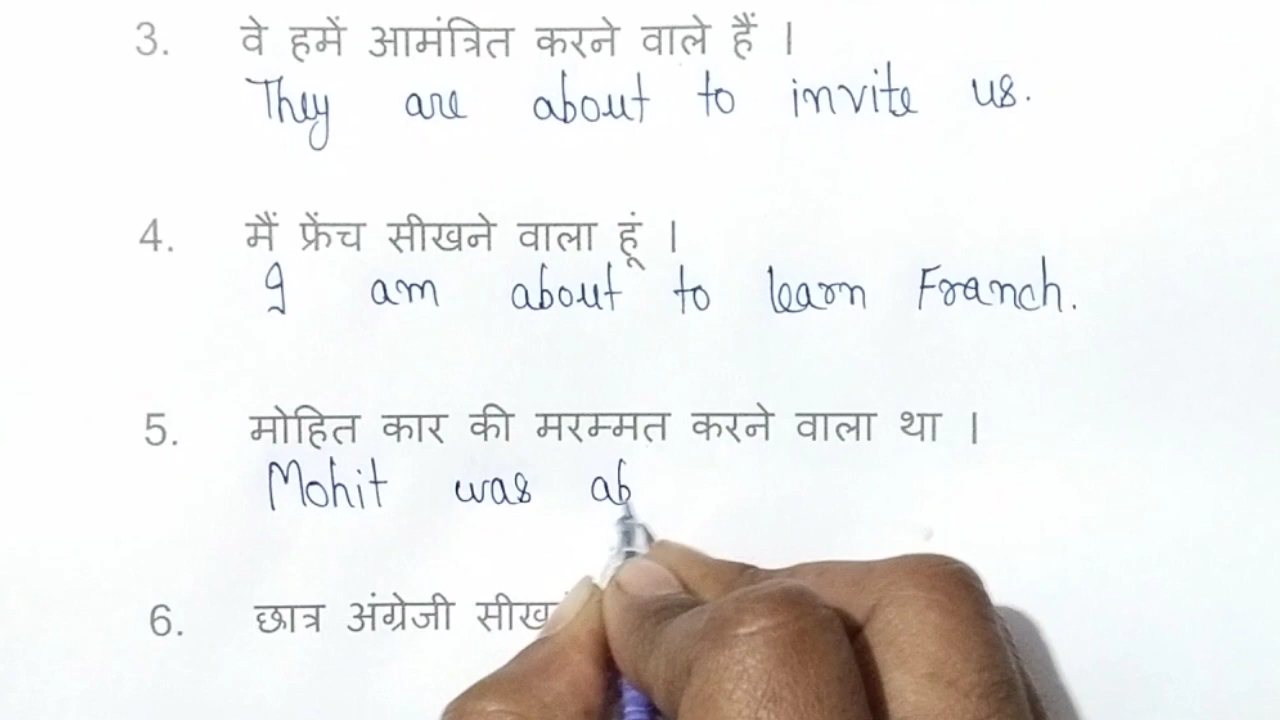 3. वे हमें आमंत्रित करने वाले हैं ।
They are about to invite us.
4. मैं फ्रेंच सीखने वाला हूं ।
I am about to learn Franch.
5. मोहित कार की मरम्मत करने वाला था ।
Mohit was ab
6. छात्र अंग्रेजी